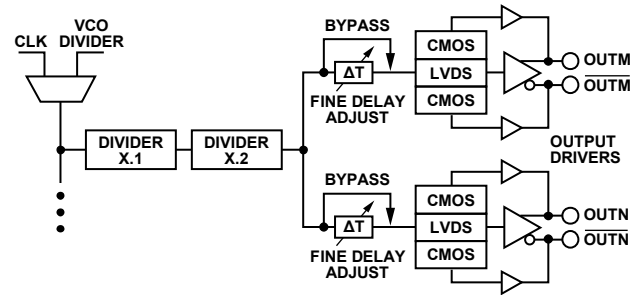 VCO
CLK DIVIDER
DIVIDER
X.1
DIVIDER
X.2
BYPASS
ΔT
FINE DELAY
ADJUST
CMOS
LVDS
CMOS
OUTM
OUTM
OUTPUT
DRIVERS
BYPASS
ΔT
FINE DELAY
ADJUST
CMOS
LVDS
CMOS
OUTN
OUTN